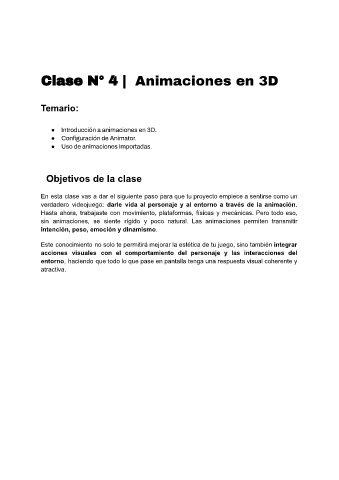 Clase N° 4 | Animaciones en 3D
Temario:
● Introducción a animaciones en 3D.
● Configuración de Animator.
● Uso de animaciones importadas.
Objetivos de la clase
En esta clase vas a dar el siguiente paso para que tu proyecto empiece a sentirse como un
verdadero videojuego: darle vida al personaje y al entorno a través de la animación.
Hasta ahora, trabajaste con movimiento, plataformas, físicas y mecánicas. Pero todo eso,
sin animaciones, se siente rígido y poco natural. Las animaciones permiten transmitir
intención, peso, emoción y dinamismo.
Este conocimiento no solo te permitirá mejorar la estética de tu juego, sino también integrar
acciones visuales con el comportamiento del personaje y las interacciones del
entorno, haciendo que todo lo que pase en pantalla tenga una respuesta visual coherente y
atractiva.